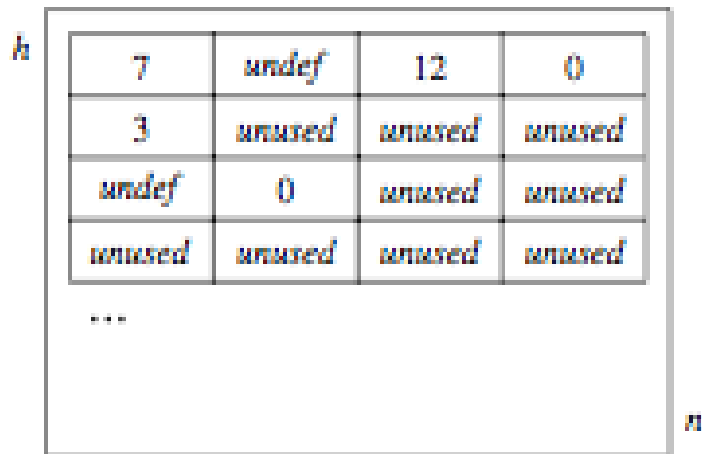 h
7 undef 12 0
3 unused unused unused
undef 0 unused unused
unused unused unused unused
...
n